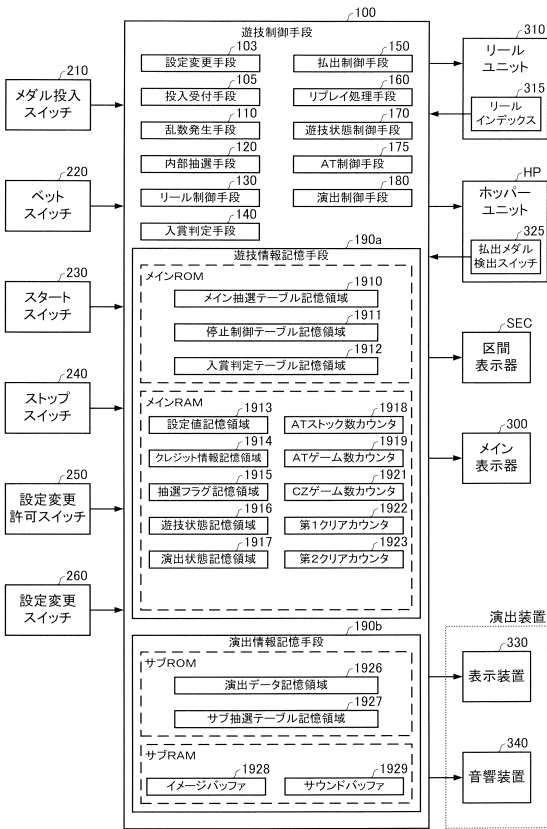 100
遊技制御手段
103
設定変更手段
105
投入受付手段
110
乱数発生手段
120
内部抽選手段
130
リール制御手段
140
入賞判定手段
150
払出制御手段
160
リプレイ処理手段
170
遊技状態制御手段
175
AT制御手段
180
演出制御手段
190a
遊技情報記憶手段
メインROM
1910
メイン抽選テーブル記憶領域
1911
停止制御テーブル記憶領域
1912
入賞判定テーブル記憶領域
メインRAM
1913
設定値記憶領域
1914
クレジット情報記憶領域
1915
抽選フラグ記憶領域
1916
遊技状態記憶領域
1917
演出状態記憶領域
1918
ATストック数カウンタ
1919
ATゲーム数カウンタ
1921
CZゲーム数カウンタ
1922
第1クリアカウンタ
1923
第2クリアカウンタ
190b
演出情報記憶手段
サブROM
1926
演出データ記憶領域
1927
サブ抽選テーブル記憶領域
サブRAM
1928
イメージバッファ
1929
サウンドバッファ
210
メダル投入
スイッチ
220
ベット
スイッチ
230
スタート
スイッチ
240
ストップ
スイッチ
250
設定変更
許可スイッチ
260
設定変更
スイッチ
310
リール
ユニット
315
リール
インデックス
HP
ホッパー
ユニット
325
払出メダル
検出スイッチ
SEC
区間
表示器
300
メイン
表示器
演出装置
330
表示装置
340
音響装置